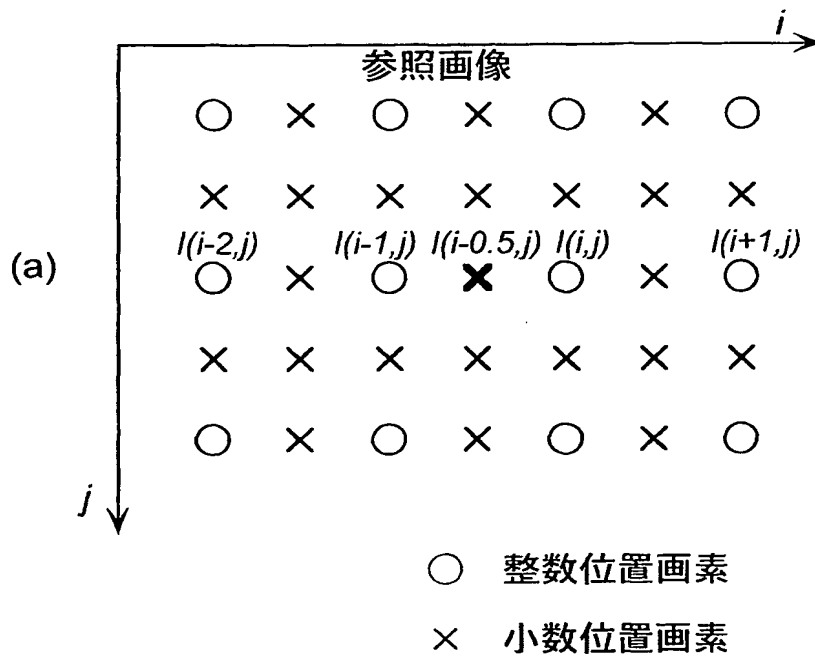 i
参照画像
I(i-2,j) I(i-1,j) I(i-0.5,j) I(i,j) I(i+1,j)
(a)
j
○ 整数位置画素
× 小数位置画素